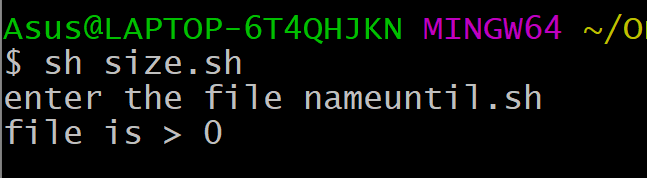 Asus@LAPTOP-6T4QHJKN MINGW64 ~/O
$ sh size.sh
enter the file nameuntil.sh
file is > 0